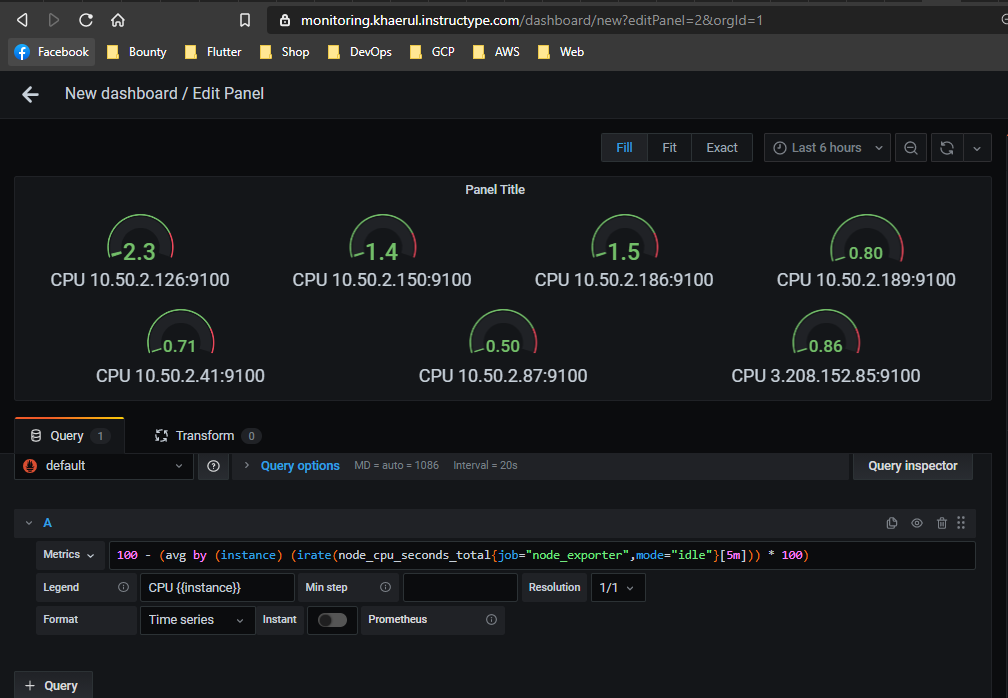 monitoring.khaerul.instructype.com/dashboard/new?editPanel=2&orgId=1
Facebook Bounty Flutter Shop DevOps GCP AWS Web
New dashboard / Edit Panel
Fill Fit Exact Last 6 hours
Panel Title
2.3 1.4 1.5 0.80
CPU 10.50.2.126:9100 CPU 10.50.2.150:9100 CPU 10.50.2.186:9100 CPU 10.50.2.189:9100
0.71 0.50 0.86
CPU 10.50.2.41:9100 CPU 10.50.2.87:9100 CPU 3.208.152.85:9100
Query 1 Transform 0
default Query options MD = auto = 1086 Interval = 20s Query inspector
A
Metrics 100 - (avg by (instance) (irate(node_cpu_seconds_total{job="node_exporter",mode="idle"}[5m])) * 100)
Legend CPU {{instance}} Min step Resolution 1/1
Format Time series Instant Prometheus
+ Query